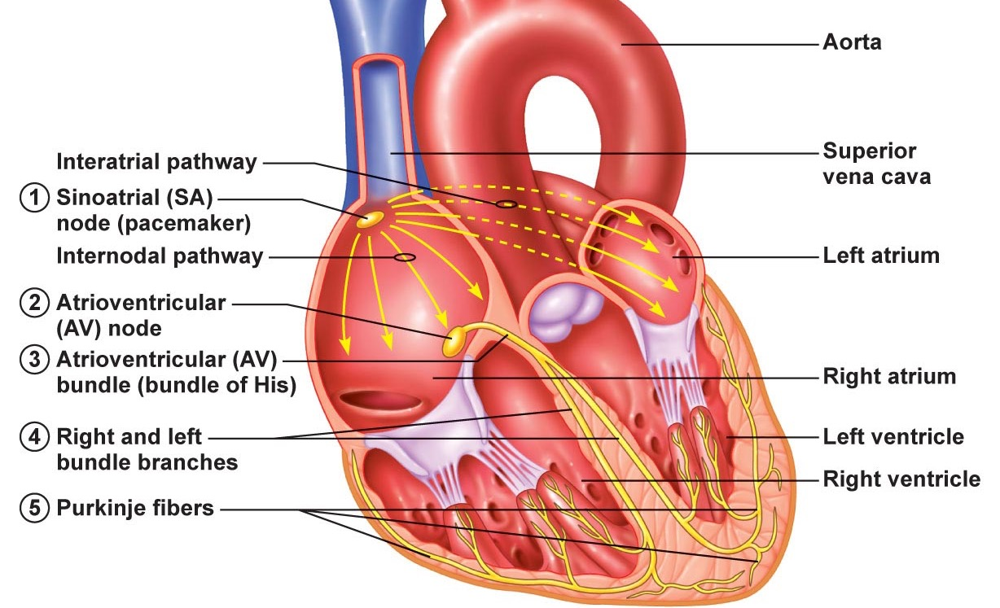 Interatrial pathway
1 Sinoatrial (SA)
node (pacemaker)
Internodal pathway
2 Atrioventricular
(AV) node
3 Atrioventricular (AV)
bundle (bundle of His)
4 Right and left
bundle branches
5 Purkinje fibers
Aorta
Superior
vena cava
Left atrium
Right atrium
Left ventricle
Right ventricle